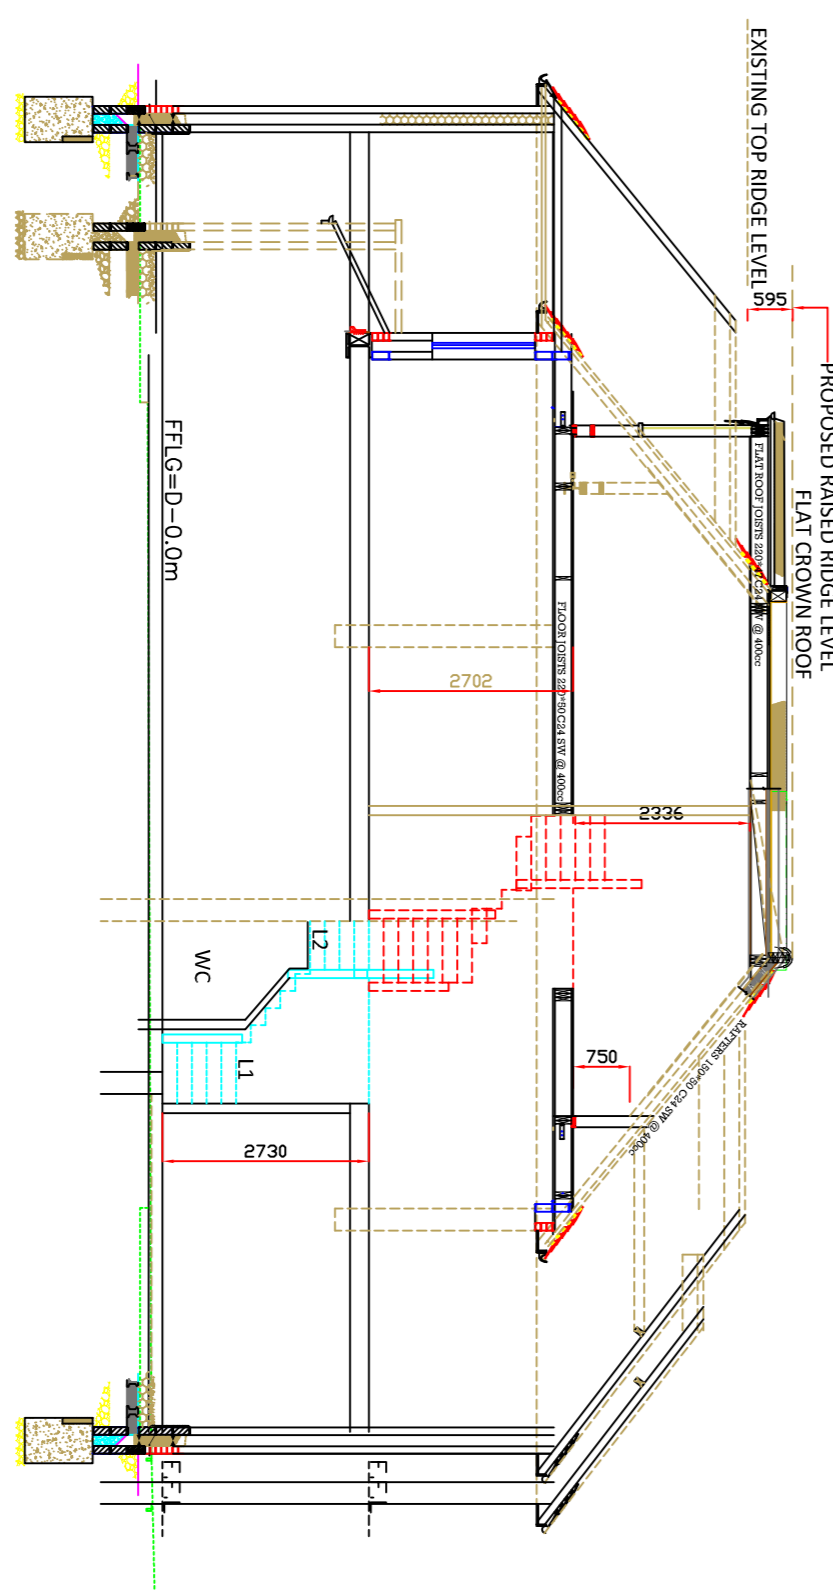 EXISTING TOP RIDGE LEVEL
595
PROPOSED RAISED RIDGE LEVEL
FLAT CROWN ROOF
FLAT ROOF JOISTS 220* C24 SW @ 400cc
2336
FLOOR JOISTS 220*50C24 SW @ 400cc
2702
750
RAFTERS 150*50 C24 SW @ 400cc
FFLG=D-0.0m
WC
L2
L1
2730